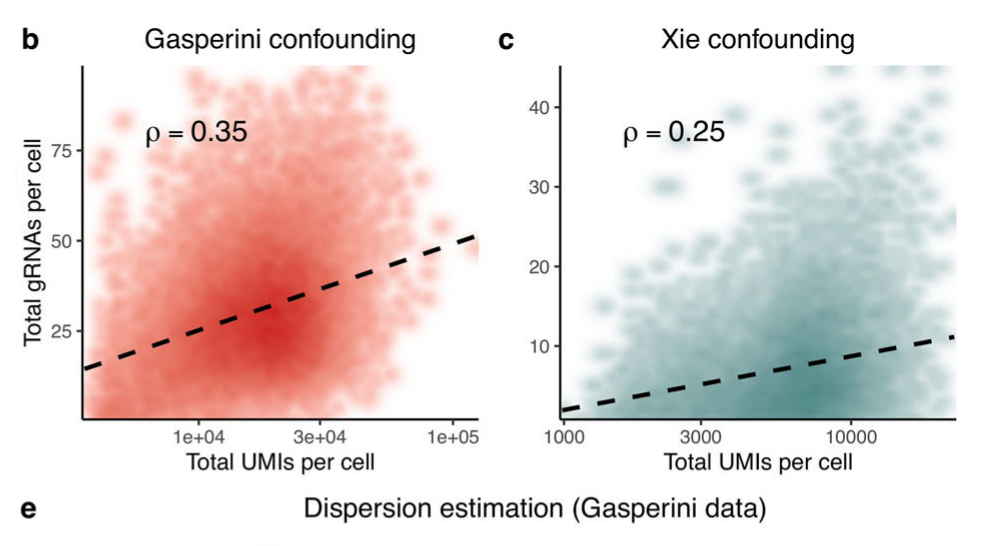 b Gasperini confounding
ρ = 0.35
Total gRNAs per cell
75
50
25
1e+04 3e+04 1e+05
Total UMIs per cell
c Xie confounding
ρ = 0.25
40
30
20
10
1000 3000 10000
Total UMIs per cell
e Dispersion estimation (Gasperini data)